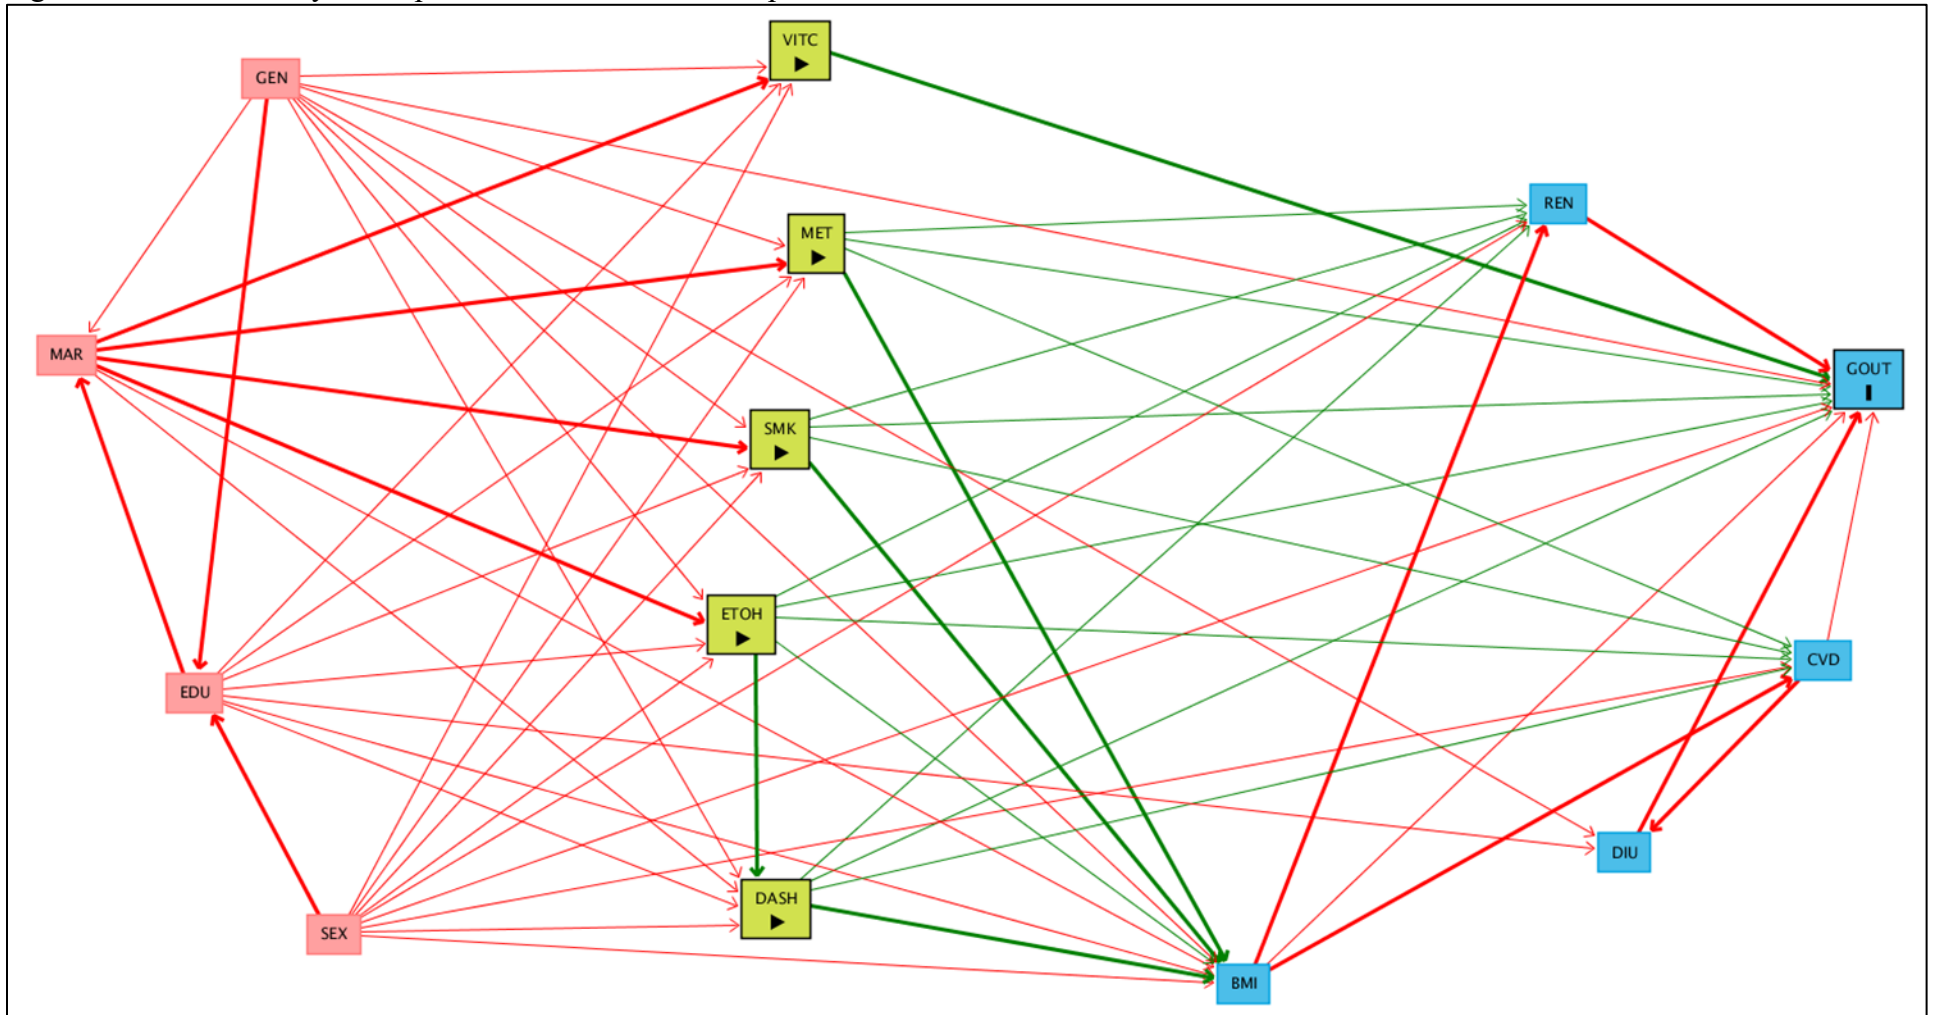 VITC
GEN
REN
MET
MAR
GOUT
SMK
ETOH
CVD
EDU
DIU
DASH
SEX
BMI